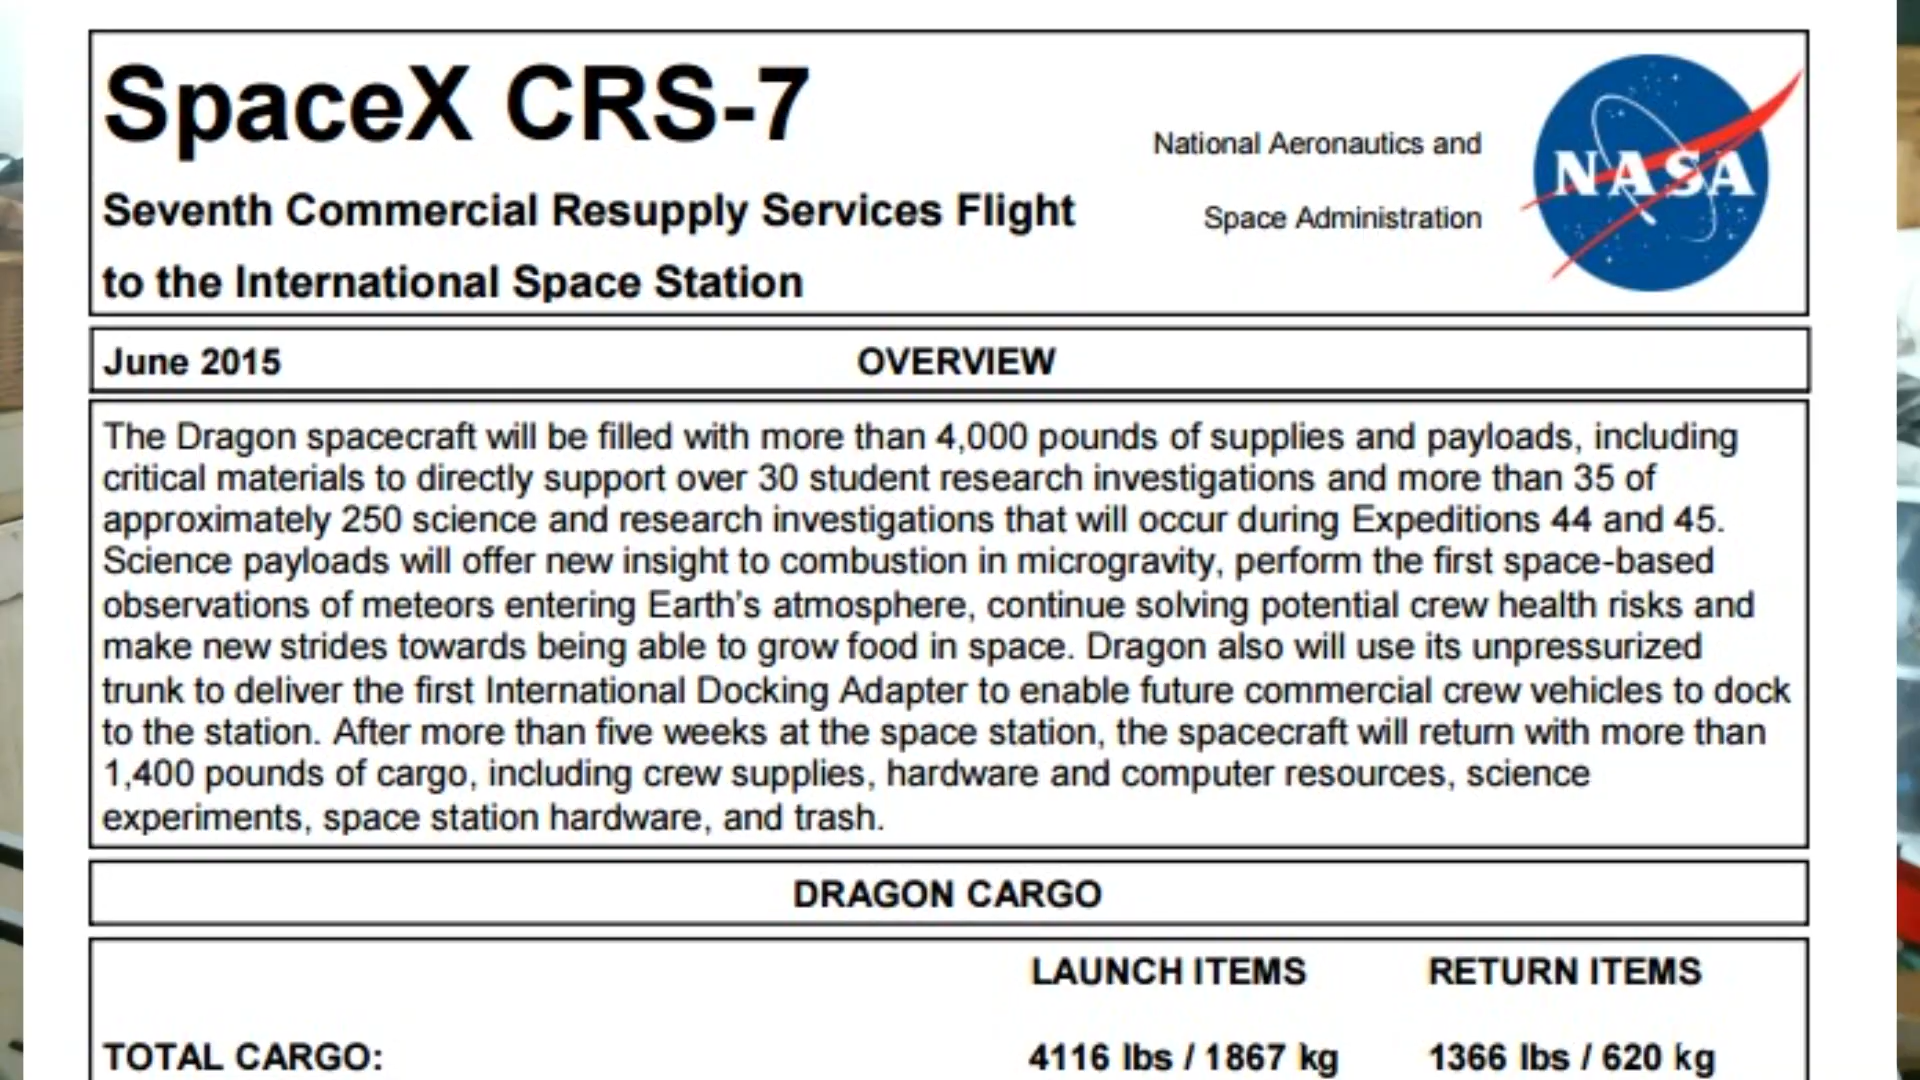 SpaceX CRS-7
National Aeronautics and
Space Administration
NASA
Seventh Commercial Resupply Services Flight
to the International Space Station
June 2015 OVERVIEW
The Dragon spacecraft will be filled with more than 4,000 pounds of supplies and payloads, including
critical materials to directly support over 30 student research investigations and more than 35 of
approximately 250 science and research investigations that will occur during Expeditions 44 and 45.
Science payloads will offer new insight to combustion in microgravity, perform the first space-based
observations of meteors entering Earth’s atmosphere, continue solving potential crew health risks and
make new strides towards being able to grow food in space. Dragon also will use its unpressurized
trunk to deliver the first International Docking Adapter to enable future commercial crew vehicles to dock
to the station. After more than five weeks at the space station, the spacecraft will return with more than
1,400 pounds of cargo, including crew supplies, hardware and computer resources, science
experiments, space station hardware, and trash.
DRAGON CARGO
LAUNCH ITEMS RETURN ITEMS
TOTAL CARGO: 4116 lbs / 1867 kg 1366 lbs / 620 kg